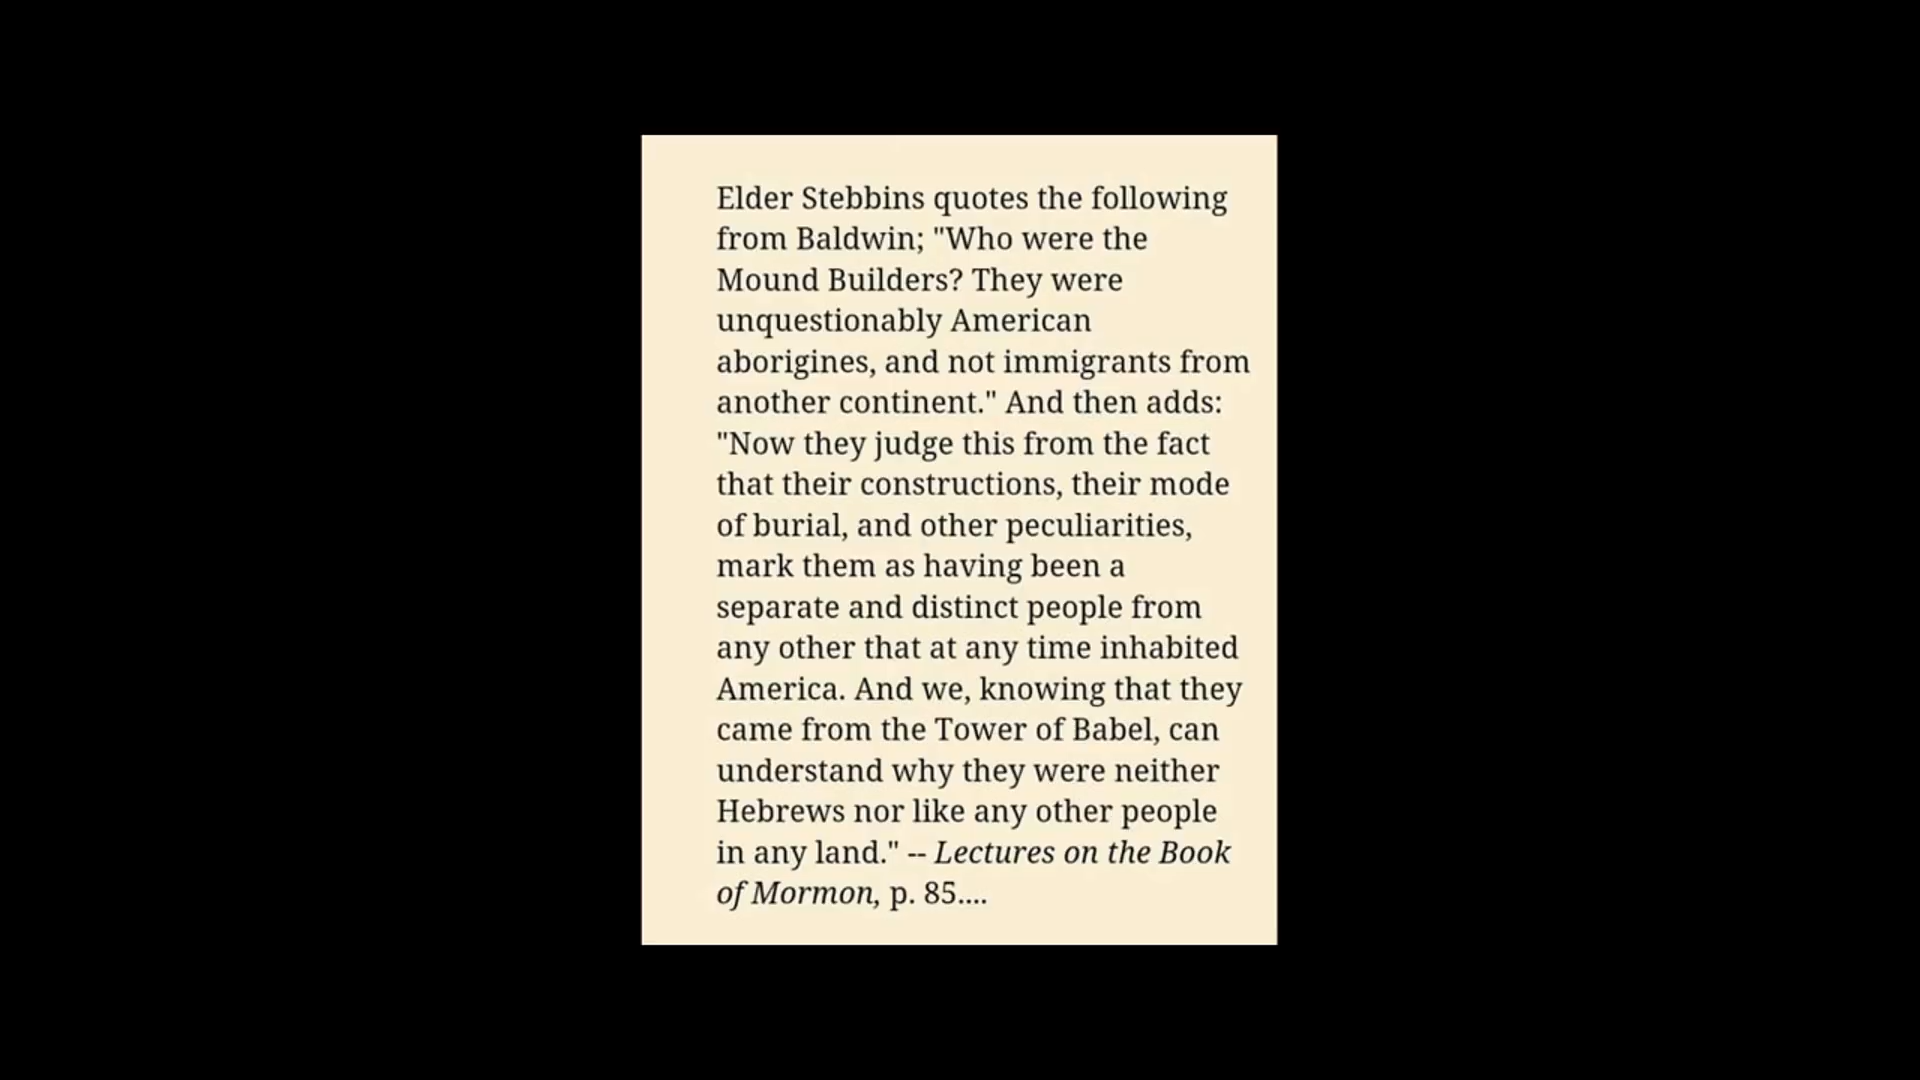 Elder Stebbins quotes the following
from Baldwin; "Who were the
Mound Builders? They were
unquestionably American
aborigines, and not immigrants from
another continent." And then adds:
"Now they judge this from the fact
that their constructions, their mode
of burial, and other peculiarities,
mark them as having been a
separate and distinct people from
any other that at any time inhabited
America. And we, knowing that they
came from the Tower of Babel, can
understand why they were neither
Hebrews nor like any other people
in any land." -- Lectures on the Book
of Mormon, p. 85....